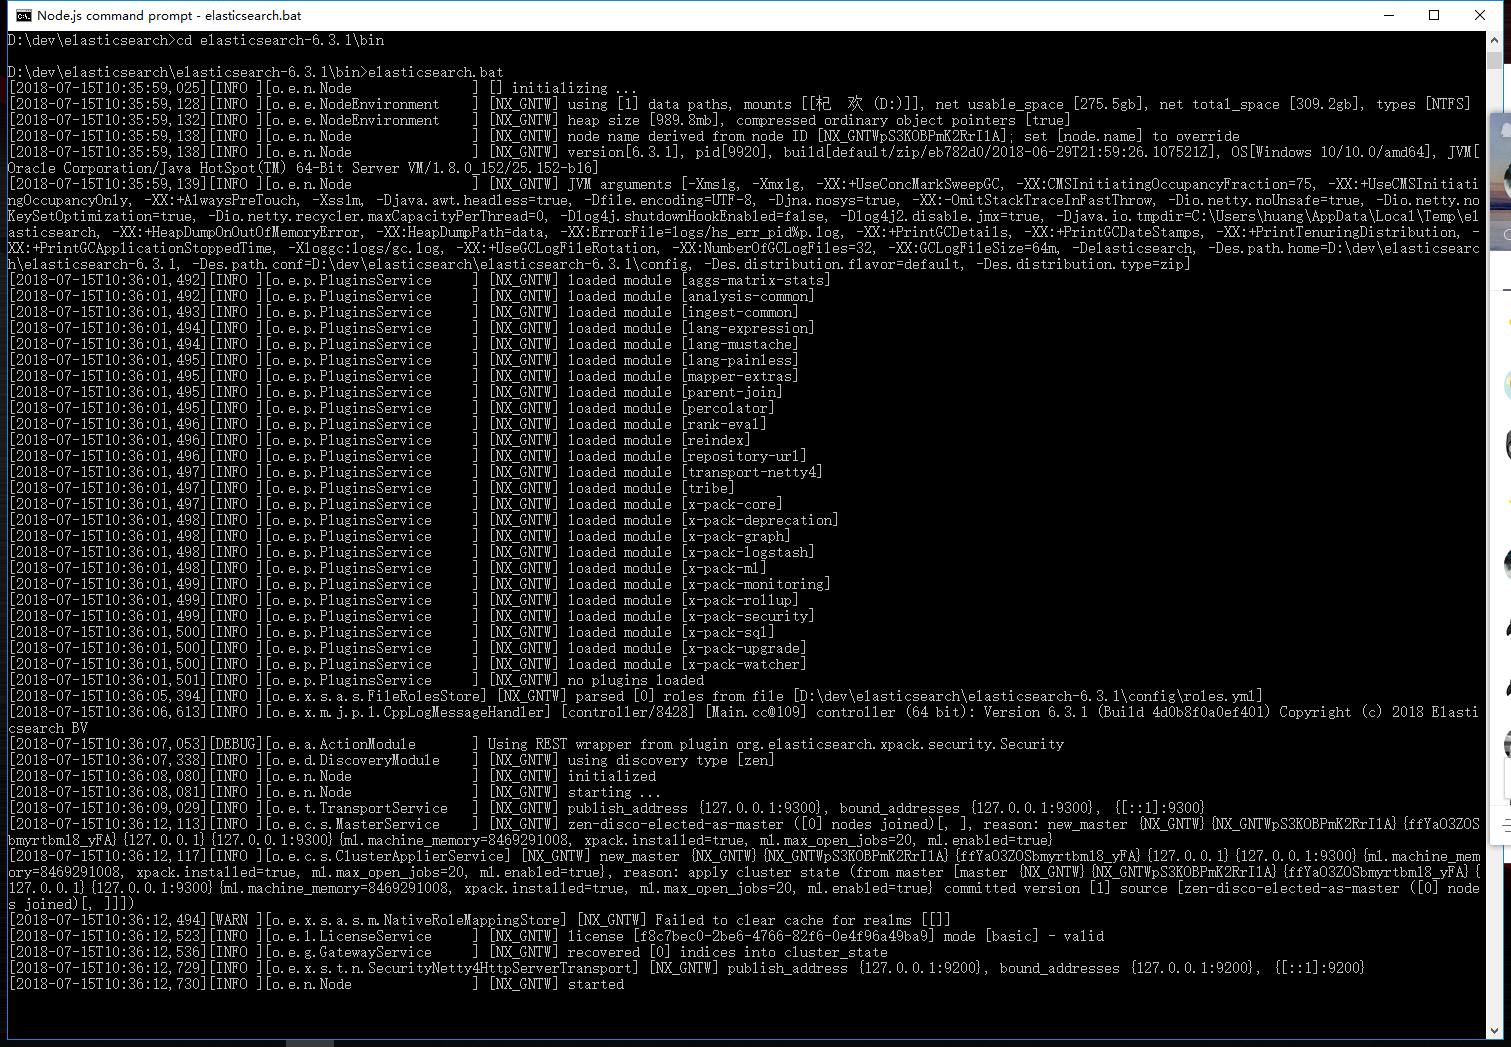 Node.js command prompt - elasticsearch.bat
D:\dev\elasticsearch>cd elasticsearch-6.3.1\bin
D:\dev\elasticsearch\elasticsearch-6.3.1\bin>elasticsearch.bat
[2018-07-15T10:35:59,025][INFO ][o.e.n.Node               ] [] initializing ...
[2018-07-15T10:35:59,128][INFO ][o.e.e.NodeEnvironment    ] [NX_GNTW] using [1] data paths, mounts [[杞  欢 (D:)]], net usable_space [275.5gb], net total_space [309.2gb], types [NTFS]
[2018-07-15T10:35:59,132][INFO ][o.e.e.NodeEnvironment    ] [NX_GNTW] heap size [989.8mb], compressed ordinary object pointers [true]
[2018-07-15T10:35:59,138][INFO ][o.e.n.Node               ] [NX_GNTW] node name derived from node ID [NX_GNTWpS3KOBPmK2RrI1A]; set [node.name] to override
[2018-07-15T10:35:59,138][INFO ][o.e.n.Node               ] [NX_GNTW] version[6.3.1], pid[9920], build[default/zip/eb782d0/2018-06-29T21:59:26.107521Z], OS[Windows 10/10.0/amd64], JVM[
Oracle Corporation/Java HotSpot(TM) 64-Bit Server VM/1.8.0_152/25.152-b16]
[2018-07-15T10:35:59,139][INFO ][o.e.n.Node               ] [NX_GNTW] JVM arguments [-Xms1g, -Xmx1g, -XX:+UseConcMarkSweepGC, -XX:CMSInitiatingOccupancyFraction=75, -XX:+UseCMSInitiati
ngOccupancyOnly, -XX:+AlwaysPreTouch, -Xss1m, -Djava.awt.headless=true, -Dfile.encoding=UTF-8, -Djna.nosys=true, -XX:-OmitStackTraceInFastThrow, -Dio.netty.noUnsafe=true, -Dio.netty.no
KeySetOptimization=true, -Dio.netty.recycler.maxCapacityPerThread=0, -Dlog4j.shutdownHookEnabled=false, -Dlog4j2.disable.jmx=true, -Djava.io.tmpdir=C:\Users\huang\AppData\Local\Temp\el
asticsearch, -XX:+HeapDumpOnOutOfMemoryError, -XX:HeapDumpPath=data, -XX:ErrorFile=logs/hs_err_pid%p.log, -XX:+PrintGCDetails, -XX:+PrintGCDateStamps, -XX:+PrintTenuringDistribution, -
XX:+PrintGCApplicationStoppedTime, -Xloggc:logs/gc.log, -XX:+UseGCLogFileRotation, -XX:NumberOfGCLogFiles=32, -XX:GCLogFileSize=64m, -Delasticsearch, -Des.path.home=D:\dev\elasticsearc
h\elasticsearch-6.3.1, -Des.path.conf=D:\dev\elasticsearch\elasticsearch-6.3.1\config, -Des.distribution.flavor=default, -Des.distribution.type=zip]
[2018-07-15T10:36:01,492][INFO ][o.e.p.PluginsService     ] [NX_GNTW] loaded module [aggs-matrix-stats]
[2018-07-15T10:36:01,492][INFO ][o.e.p.PluginsService     ] [NX_GNTW] loaded module [analysis-common]
[2018-07-15T10:36:01,493][INFO ][o.e.p.PluginsService     ] [NX_GNTW] loaded module [ingest-common]
[2018-07-15T10:36:01,494][INFO ][o.e.p.PluginsService     ] [NX_GNTW] loaded module [lang-expression]
[2018-07-15T10:36:01,494][INFO ][o.e.p.PluginsService     ] [NX_GNTW] loaded module [lang-mustache]
[2018-07-15T10:36:01,495][INFO ][o.e.p.PluginsService     ] [NX_GNTW] loaded module [lang-painless]
[2018-07-15T10:36:01,495][INFO ][o.e.p.PluginsService     ] [NX_GNTW] loaded module [mapper-extras]
[2018-07-15T10:36:01,495][INFO ][o.e.p.PluginsService     ] [NX_GNTW] loaded module [parent-join]
[2018-07-15T10:36:01,495][INFO ][o.e.p.PluginsService     ] [NX_GNTW] loaded module [percolator]
[2018-07-15T10:36:01,496][INFO ][o.e.p.PluginsService     ] [NX_GNTW] loaded module [rank-eval]
[2018-07-15T10:36:01,496][INFO ][o.e.p.PluginsService     ] [NX_GNTW] loaded module [reindex]
[2018-07-15T10:36:01,496][INFO ][o.e.p.PluginsService     ] [NX_GNTW] loaded module [repository-url]
[2018-07-15T10:36:01,497][INFO ][o.e.p.PluginsService     ] [NX_GNTW] loaded module [transport-netty4]
[2018-07-15T10:36:01,497][INFO ][o.e.p.PluginsService     ] [NX_GNTW] loaded module [tribe]
[2018-07-15T10:36:01,497][INFO ][o.e.p.PluginsService     ] [NX_GNTW] loaded module [x-pack-core]
[2018-07-15T10:36:01,498][INFO ][o.e.p.PluginsService     ] [NX_GNTW] loaded module [x-pack-deprecation]
[2018-07-15T10:36:01,498][INFO ][o.e.p.PluginsService     ] [NX_GNTW] loaded module [x-pack-graph]
[2018-07-15T10:36:01,498][INFO ][o.e.p.PluginsService     ] [NX_GNTW] loaded module [x-pack-logstash]
[2018-07-15T10:36:01,498][INFO ][o.e.p.PluginsService     ] [NX_GNTW] loaded module [x-pack-ml]
[2018-07-15T10:36:01,499][INFO ][o.e.p.PluginsService     ] [NX_GNTW] loaded module [x-pack-monitoring]
[2018-07-15T10:36:01,499][INFO ][o.e.p.PluginsService     ] [NX_GNTW] loaded module [x-pack-rollup]
[2018-07-15T10:36:01,499][INFO ][o.e.p.PluginsService     ] [NX_GNTW] loaded module [x-pack-security]
[2018-07-15T10:36:01,500][INFO ][o.e.p.PluginsService     ] [NX_GNTW] loaded module [x-pack-sql]
[2018-07-15T10:36:01,500][INFO ][o.e.p.PluginsService     ] [NX_GNTW] loaded module [x-pack-upgrade]
[2018-07-15T10:36:01,500][INFO ][o.e.p.PluginsService     ] [NX_GNTW] loaded module [x-pack-watcher]
[2018-07-15T10:36:01,501][INFO ][o.e.p.PluginsService     ] [NX_GNTW] no plugins loaded
[2018-07-15T10:36:05,394][INFO ][o.e.x.s.a.s.FileRolesStore] [NX_GNTW] parsed [0] roles from file [D:\dev\elasticsearch\elasticsearch-6.3.1\config\roles.yml]
[2018-07-15T10:36:06,613][INFO ][o.e.x.m.j.p.l.CppLogMessageHandler] [controller/8428] [Main.cc@109] controller (64 bit): Version 6.3.1 (Build 4d0b8f0a0ef401) Copyright (c) 2018 Elasti
csearch BV
[2018-07-15T10:36:07,053][DEBUG][o.e.a.ActionModule       ] Using REST wrapper from plugin org.elasticsearch.xpack.security.Security
[2018-07-15T10:36:07,338][INFO ][o.e.d.DiscoveryModule    ] [NX_GNTW] using discovery type [zen]
[2018-07-15T10:36:08,080][INFO ][o.e.n.Node               ] [NX_GNTW] initialized
[2018-07-15T10:36:08,081][INFO ][o.e.n.Node               ] [NX_GNTW] starting ...
[2018-07-15T10:36:09,029][INFO ][o.e.t.TransportService   ] [NX_GNTW] publish_address {127.0.0.1:9300}, bound_addresses {127.0.0.1:9300}, {[::1]:9300}
[2018-07-15T10:36:12,113][INFO ][o.e.c.s.MasterService    ] [NX_GNTW] zen-disco-elected-as-master ([0] nodes joined)[, ], reason: new_master {NX_GNTW}{NX_GNTWpS3KOBPmK2RrI1A}{ffYaO3ZOS
bmyrtbm18_yFA}{127.0.0.1}{127.0.0.1:9300}{ml.machine_memory=8469291008, xpack.installed=true, ml.max_open_jobs=20, ml.enabled=true}
[2018-07-15T10:36:12,117][INFO ][o.e.c.s.ClusterApplierService] [NX_GNTW] new_master {NX_GNTW}{NX_GNTWpS3KOBPmK2RrI1A}{ffYaO3ZOSbmyrtbm18_yFA}{127.0.0.1}{127.0.0.1:9300}{ml.machine_mem
ory=8469291008, xpack.installed=true, ml.max_open_jobs=20, ml.enabled=true}, reason: apply cluster state (from master [master {NX_GNTW}{NX_GNTWpS3KOBPmK2RrI1A}{ffYaO3ZOSbmyrtbm18_yFA}{
127.0.0.1}{127.0.0.1:9300}{ml.machine_memory=8469291008, xpack.installed=true, ml.max_open_jobs=20, ml.enabled=true} committed version [1] source [zen-disco-elected-as-master ([0] node
s joined)[, ]]])
[2018-07-15T10:36:12,494][WARN ][o.e.x.s.a.s.m.NativeRoleMappingStore] [NX_GNTW] Failed to clear cache for realms [[]]
[2018-07-15T10:36:12,523][INFO ][o.e.l.LicenseService     ] [NX_GNTW] license [f8c7bec0-2be6-4766-82f6-0e4f96a49ba9] mode [basic] - valid
[2018-07-15T10:36:12,536][INFO ][o.e.g.GatewayService     ] [NX_GNTW] recovered [0] indices into cluster_state
[2018-07-15T10:36:12,729][INFO ][o.e.x.s.t.n.SecurityNetty4HttpServerTransport] [NX_GNTW] publish_address {127.0.0.1:9200}, bound_addresses {127.0.0.1:9200}, {[::1]:9200}
[2018-07-15T10:36:12,730][INFO ][o.e.n.Node               ] [NX_GNTW] started